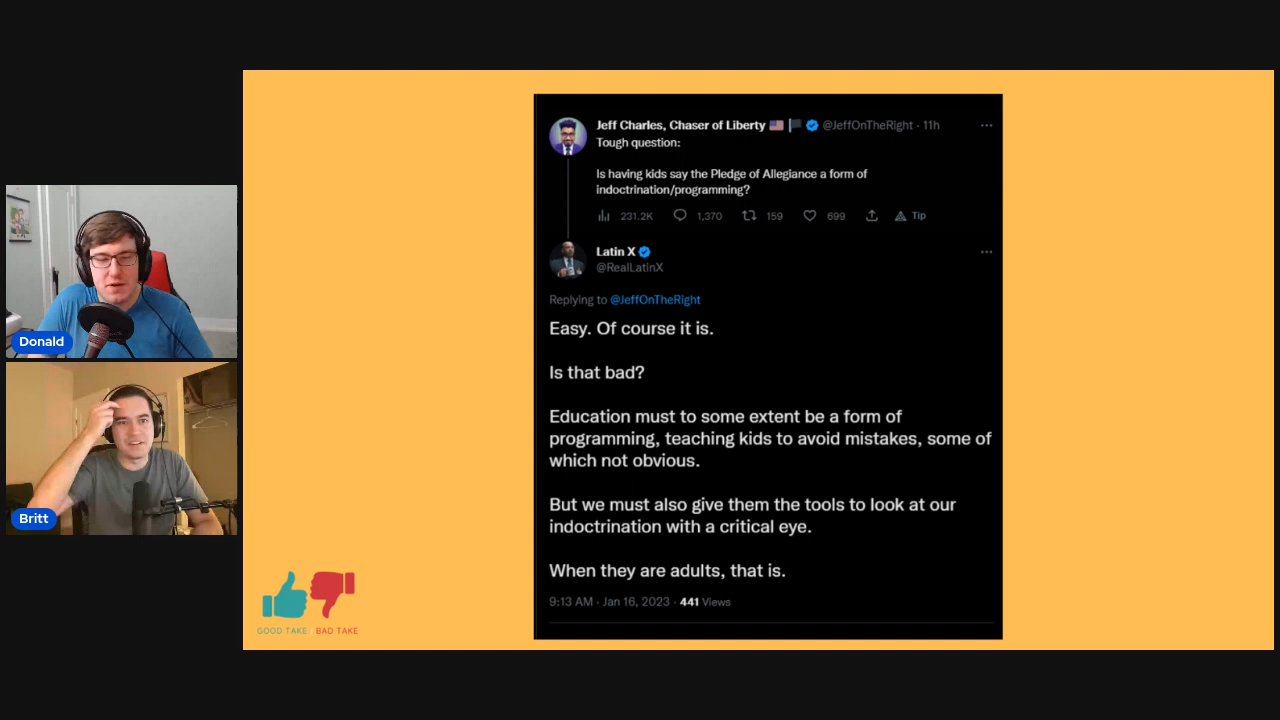 Jeff Charles, Chaser of Liberty @JeffOnTheRight · 11h
Tough question:
Is having kids say the Pledge of Allegiance a form of
indoctrination/programming?
231.2K 1,370 159 699 Tip
Latin X
@RealLatinX
Replying to @JeffOnTheRight
Easy. Of course it is.
Is that bad?
Education must to some extent be a form of
programming, teaching kids to avoid mistakes, some of
which not obvious.
But we must also give them the tools to look at our
indoctrination with a critical eye.
When they are adults, that is.
9:13 AM · Jan 16, 2023 · 441 Views
Donald
Britt
GOOD TAKE / BAD TAKE